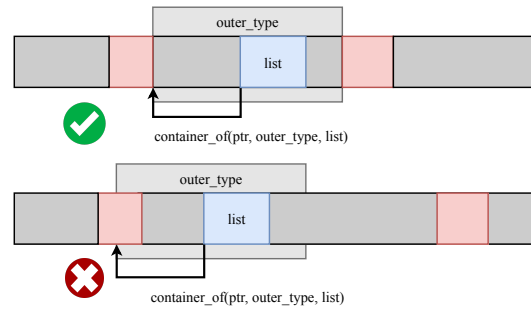 outer_type
list
container_of(ptr, outer_type, list)
outer_type
list
container_of(ptr, outer_type, list)